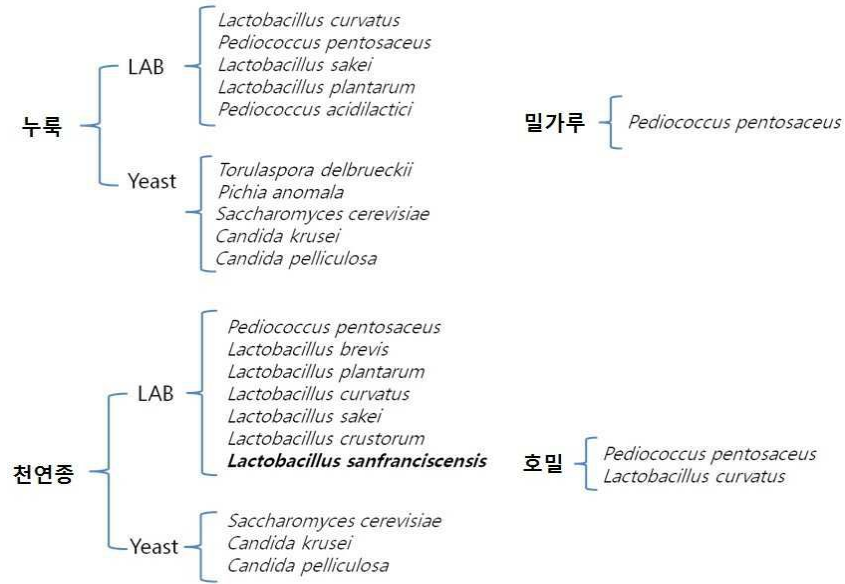 누룩
LAB
Lactobacillus curvatus
Pediococcus pentosaceus
Lactobacillus sakei
Lactobacillus plantarum
Pediococcus acidilactici
Yeast
Torulaspora delbrueckii
Pichia anomala
Saccharomyces cerevisiae
Candida krusei
Candida pelliculosa
밀가루
Pediococcus pentosaceus
천연종
LAB
Pediococcus pentosaceus
Lactobacillus brevis
Lactobacillus plantarum
Lactobacillus curvatus
Lactobacillus sakei
Lactobacillus crustorum
Lactobacillus sanfranciscensis
Yeast
Saccharomyces cerevisiae
Candida krusei
Candida pelliculosa
호밀
Pediococcus pentosaceus
Lactobacillus curvatus